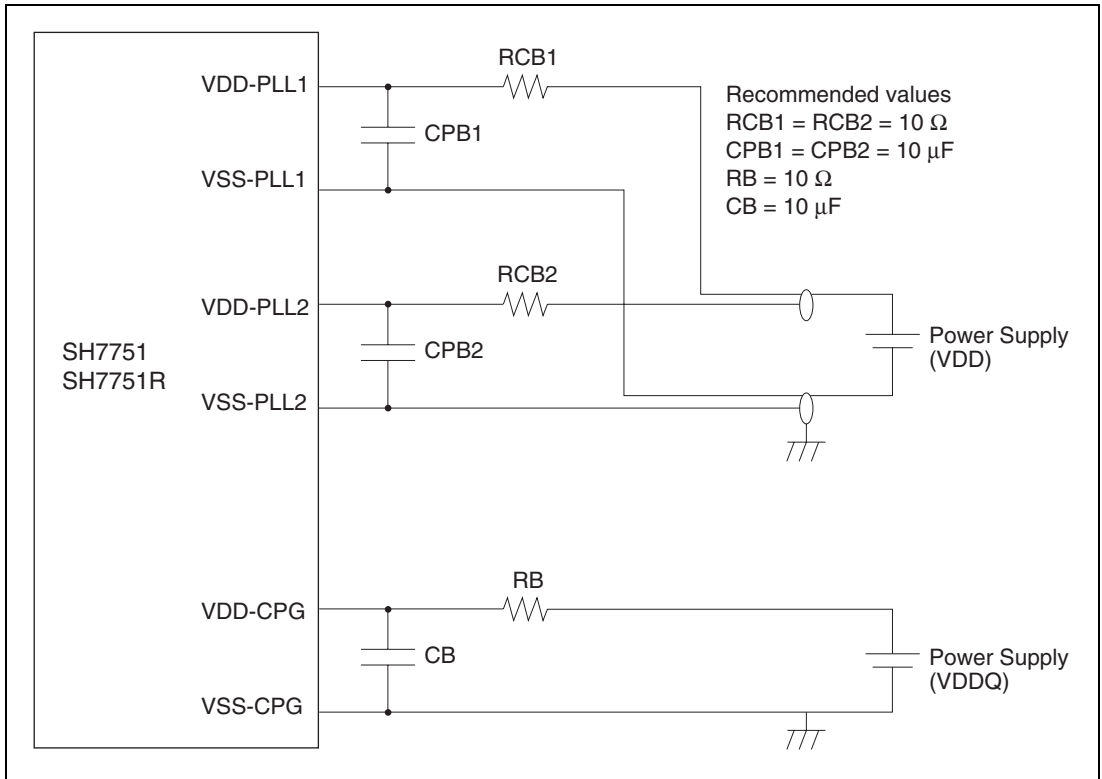 RCB1
VDD-PLL1
CPB1
VSS-PLL1
Recommended values
RCB1 = RCB2 = 10 Ω
CPB1 = CPB2 = 10 μF
RB = 10 Ω
CB = 10 μF
RCB2
VDD-PLL2
CPB2
VSS-PLL2
SH7751
SH7751R
Power Supply
(VDD)
RB
VDD-CPG
CB
VSS-CPG
Power Supply
(VDDQ)